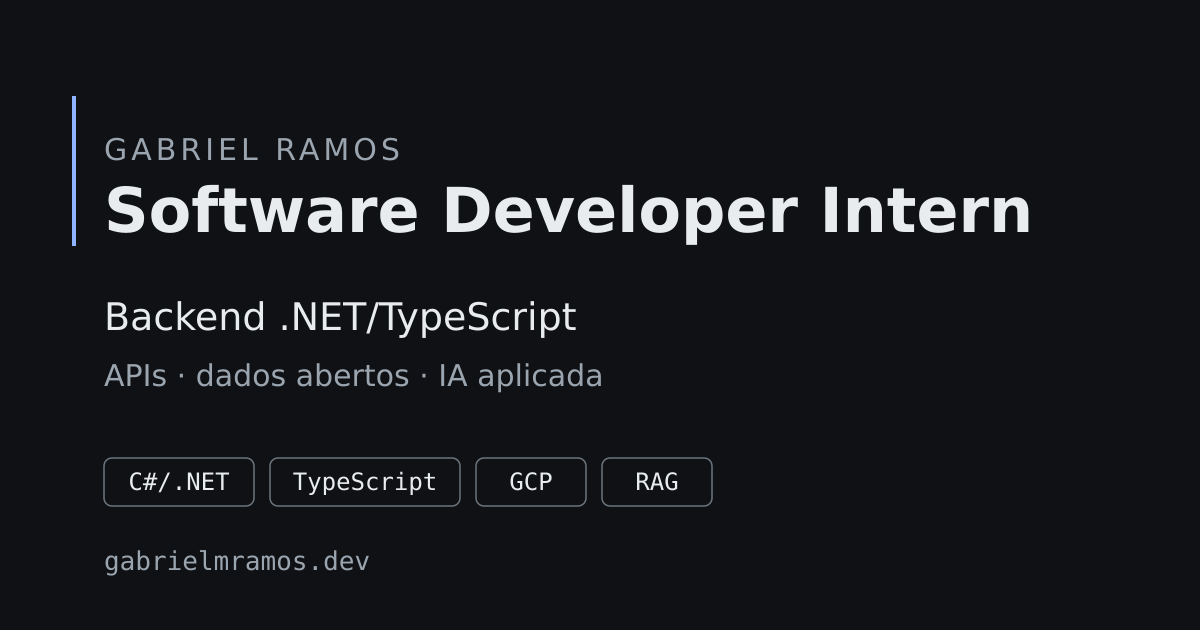 GABRIEL RAMOS
Software Developer Intern
Backend .NET/TypeScript
APIs · dados abertos · IA aplicada
C#/.NET TypeScript GCP RAG
gabrielmramos.dev